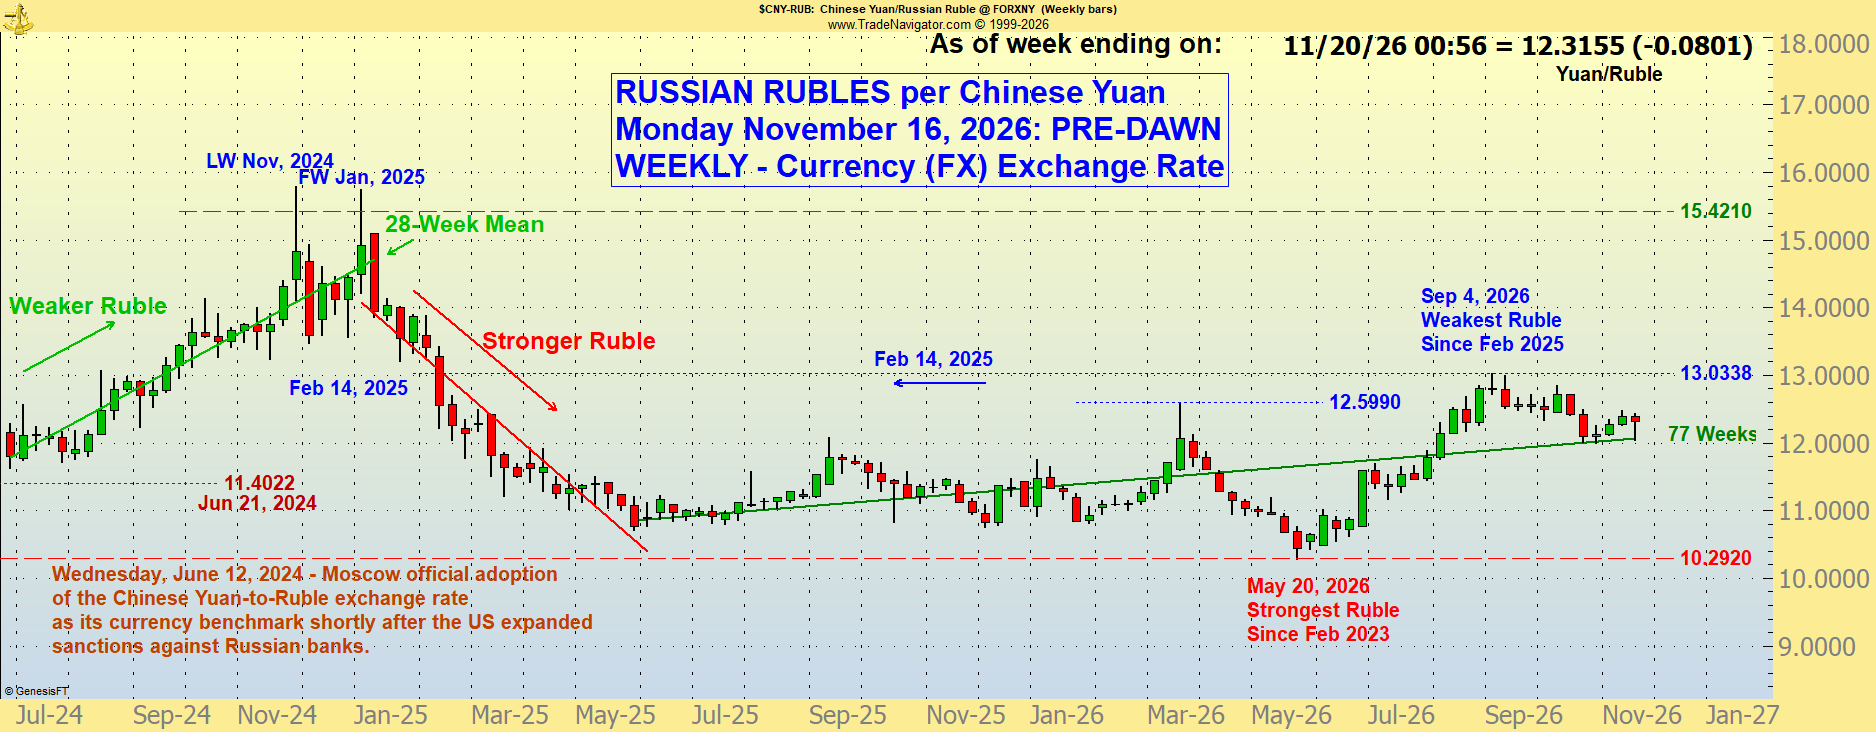 $CNY-RUB: Chinese Yuan/Russian Ruble @ FORXNY (Weekly bars)
www.TradeNavigator.com © 1999-2026
As of week ending on: 11/20/26 00:56 = 12.3155 (-0.0801)
Yuan/Ruble
RUSSIAN RUBLES per Chinese Yuan
Monday November 16, 2026: PRE-DAWN
WEEKLY - Currency (FX) Exchange Rate
LW Nov, 2024
FW Jan, 2025
28-Week Mean
Weaker Ruble
Stronger Ruble
Feb 14, 2025
Feb 14, 2025
12.5990
Sep 4, 2026
Weakest Ruble
Since Feb 2025
15.4210
13.0338
77 Weeks
10.2920
11.4022
Jun 21, 2024
Wednesday, June 12, 2024 - Moscow official adoption
of the Chinese Yuan-to-Ruble exchange rate
as its currency benchmark shortly after the US expanded
sanctions against Russian banks.
May 20, 2026
Strongest Ruble
Since Feb 2023
18.0000
17.0000
16.0000
15.0000
14.0000
13.0000
12.0000
11.0000
10.0000
9.0000
© GenesisFT
Jul-24 Sep-24 Nov-24 Jan-25 Mar-25 May-25 Jul-25 Sep-25 Nov-25 Jan-26 Mar-26 May-26 Jul-26 Sep-26 Nov-26 Jan-27